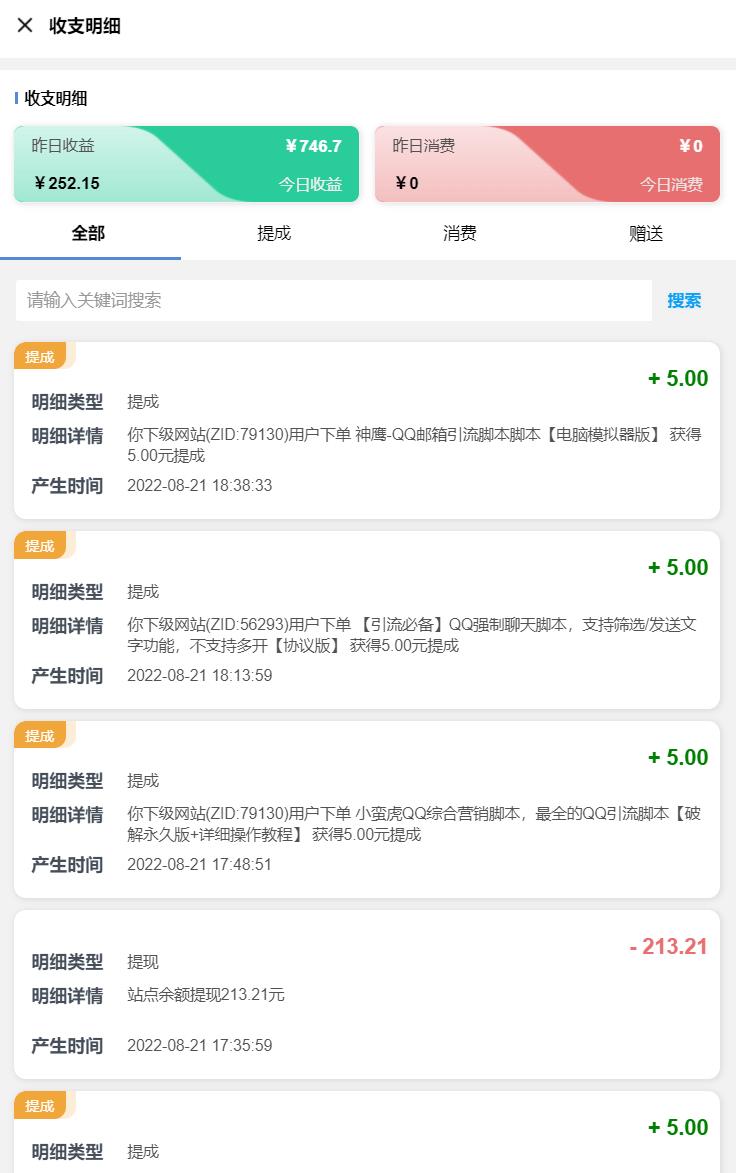 收支明细
收支明细
昨日收益 ¥746.7 昨日消费 ¥0
¥252.15 今日收益 ¥0 今日消费
全部 提成 消费 赠送
请输入关键词搜索 搜索
提成
+ 5.00
明细类型 提成
明细详情 你下级网站(ZID:79130)用户下单 神鹰-QQ邮箱引流脚本脚本【电脑模拟器版】 获得
5.00元提成
产生时间 2022-08-21 18:38:33
提成
+ 5.00
明细类型 提成
明细详情 你下级网站(ZID:56293)用户下单 【引流必备】QQ强制聊天脚本，支持筛选/发送文
字功能，不支持多开【协议版】 获得5.00元提成
产生时间 2022-08-21 18:13:59
提成
+ 5.00
明细类型 提成
明细详情 你下级网站(ZID:79130)用户下单 小蛮虎QQ综合营销脚本，最全的QQ引流脚本【破
解永久版+详细操作教程】 获得5.00元提成
产生时间 2022-08-21 17:48:51
- 213.21
明细类型 提现
明细详情 站点余额提现213.21元
产生时间 2022-08-21 17:35:59
提成
+ 5.00
明细类型 提成